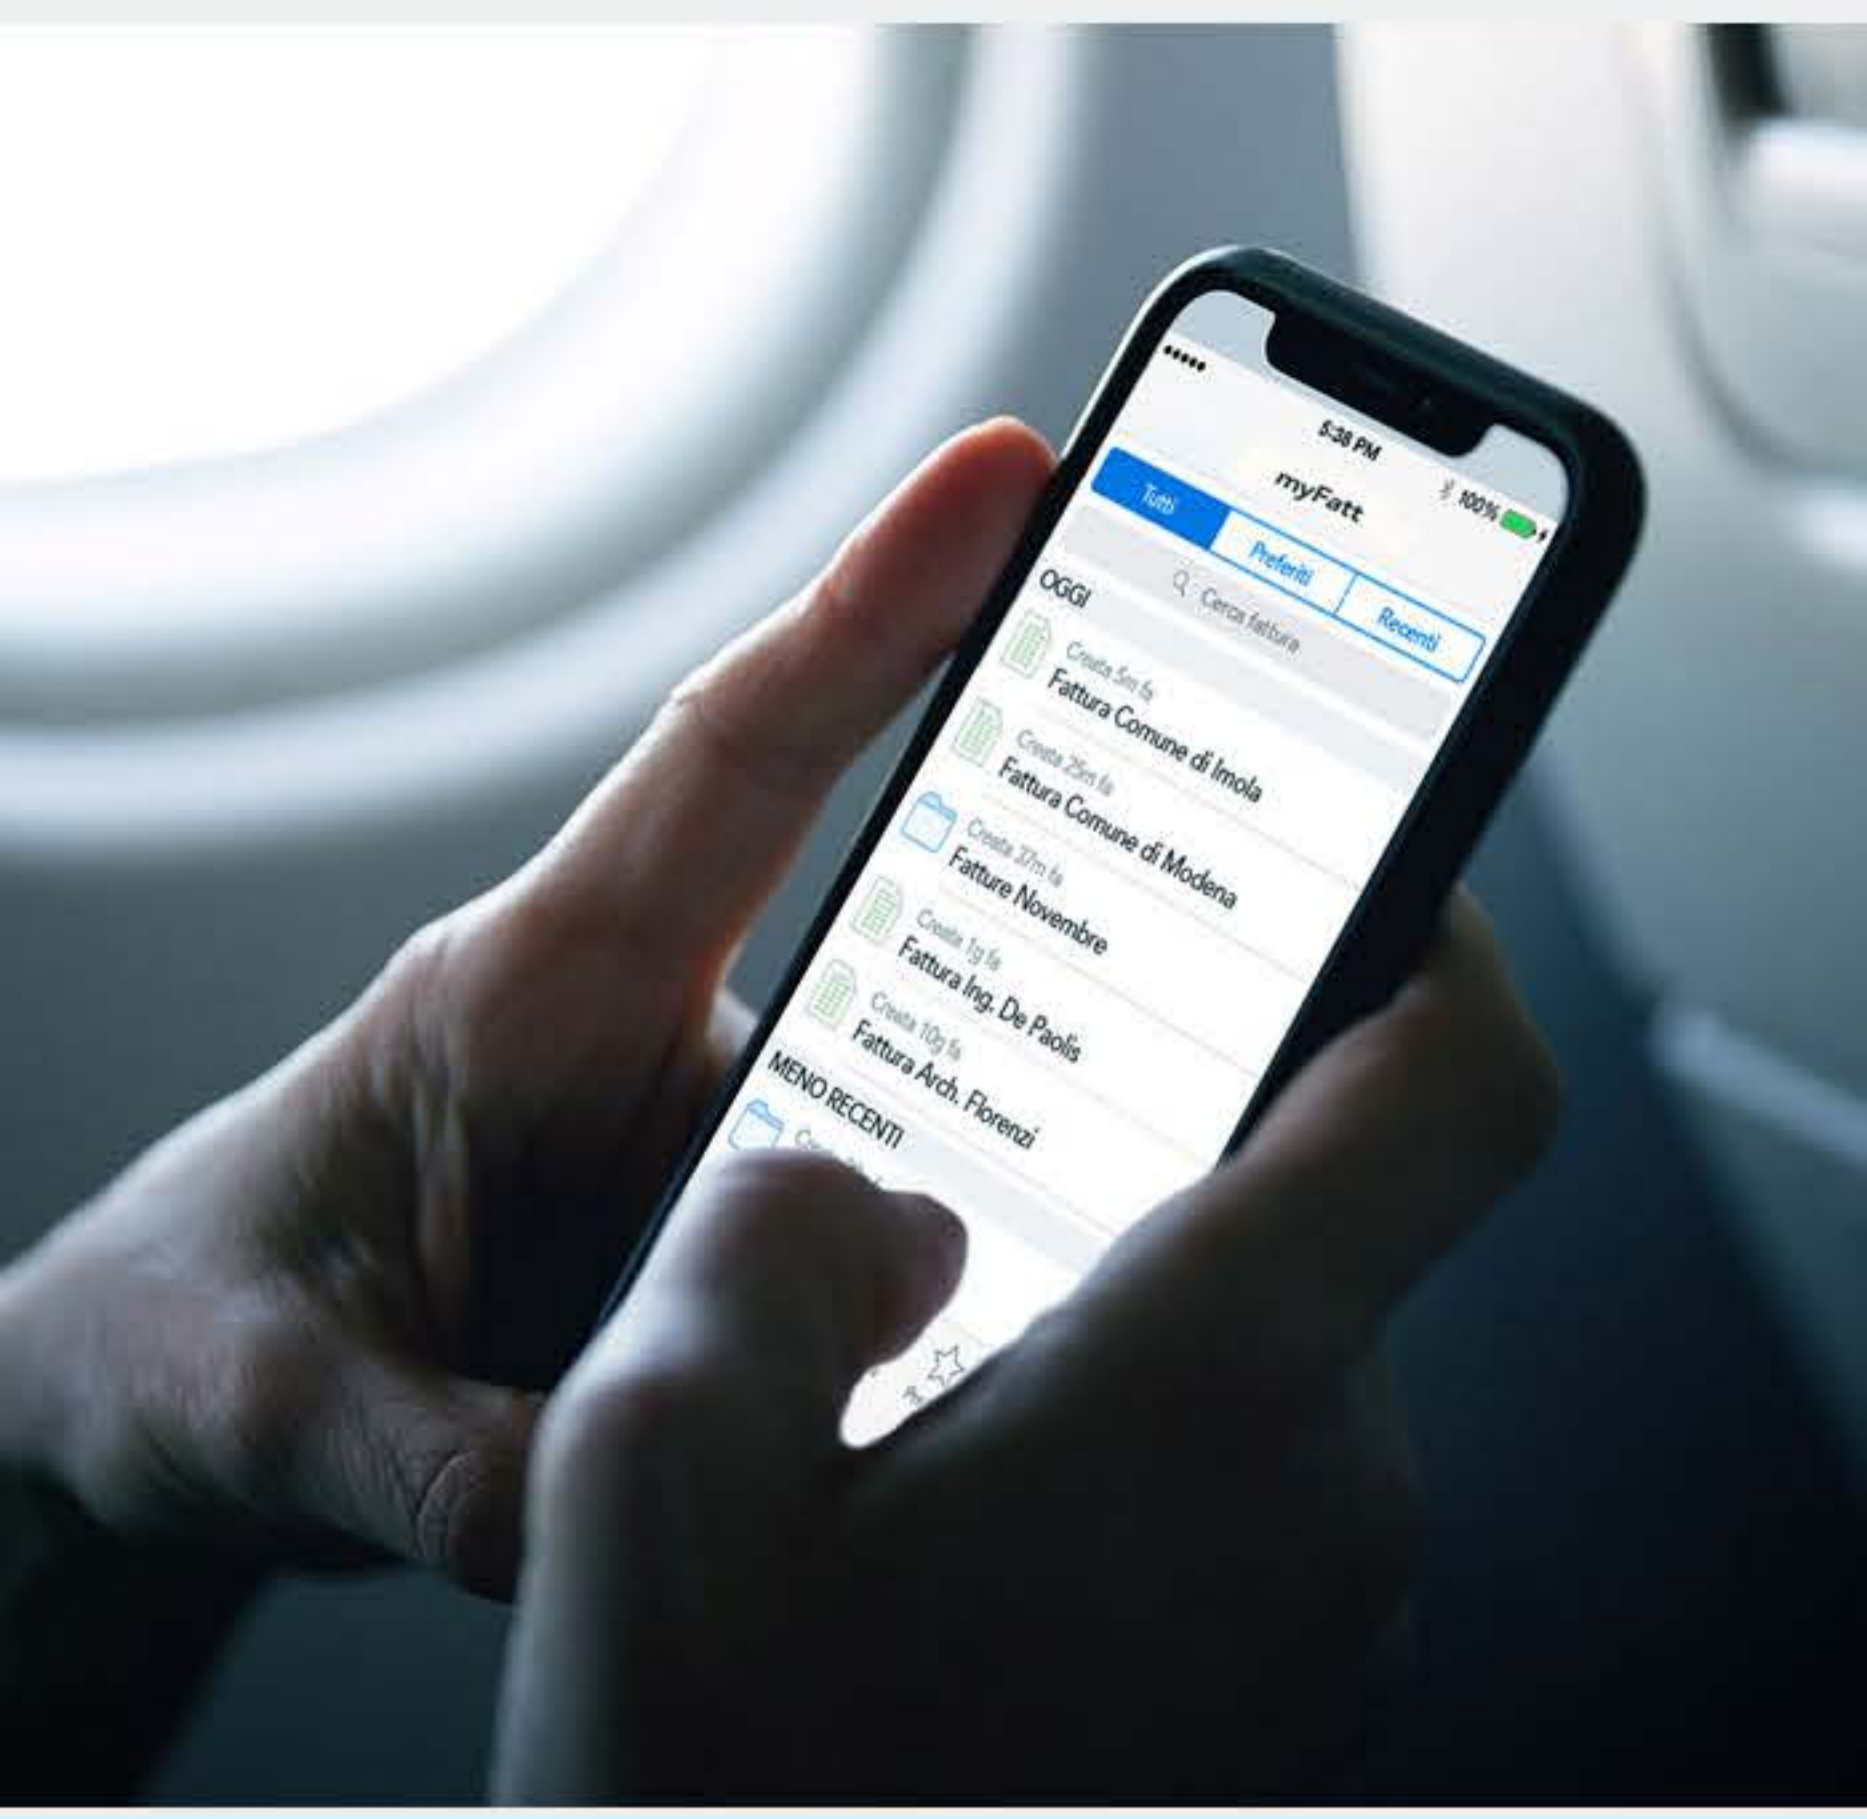 5:38 PM
100%
myFatt
Tutti
Preferiti
Recenti
Cerca fattura
OGGI
Creata 5m fa
Fattura Comune di Imola
Creata 25m fa
Fattura Comune di Modena
Creata 37m fa
Fatture Novembre
Creata 1g fa
Fattura Ing. De Paolis
Creata 10g fa
Fattura Arch. Florenzi
MENO RECENTI